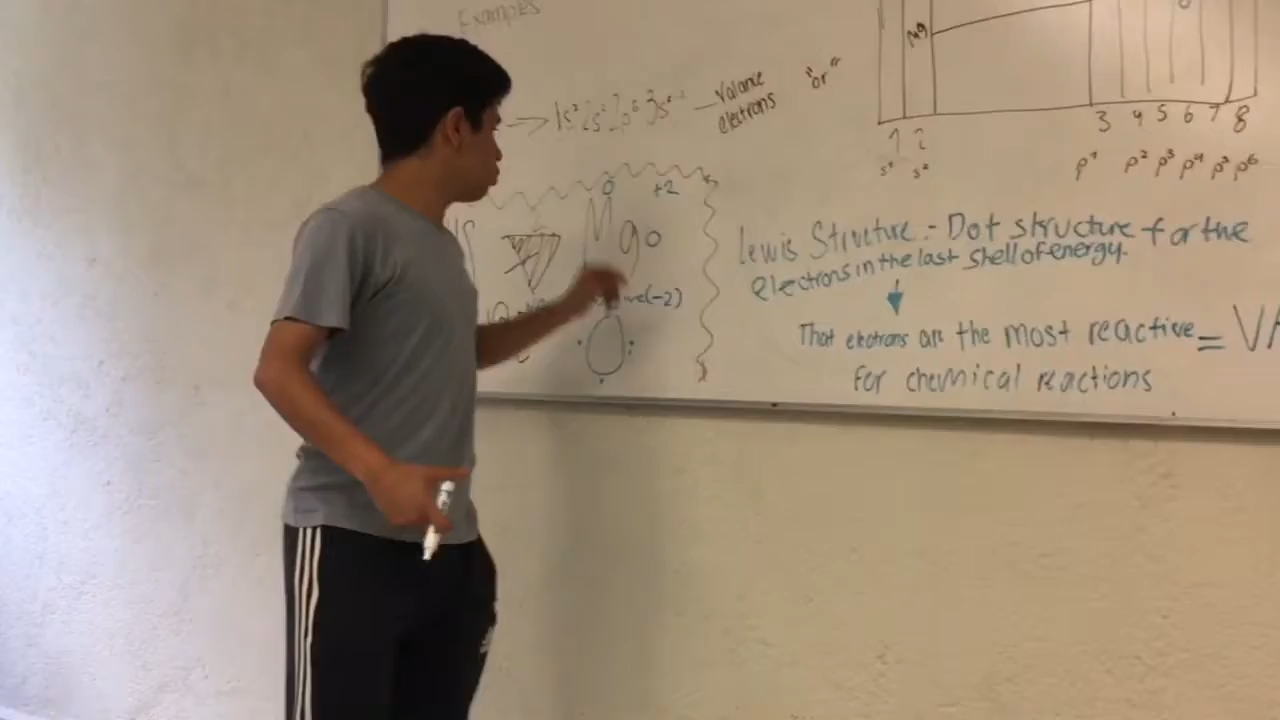 Examples
→ 1s² 2s² 2p⁶ 3s² — Valance electrons "or"
Mg
1 2 3 4 5 6 7 8
s¹ s² p¹ p² p³ p⁴ p⁵ p⁶
+2
Mg
(-2)
Lewis Structure :- Dot structure for the
electrons in the last shell of energy.
That electrons are the most reactive = VA
for chemical reactions